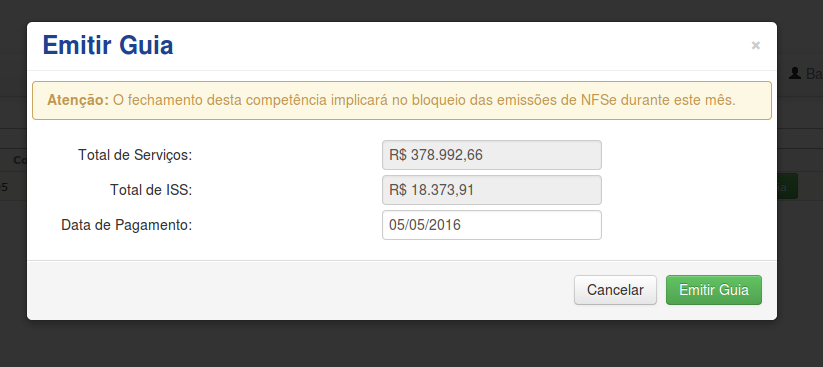 Emitir Guia
×
Ba
Atenção: O fechamento desta competência implicará no bloqueio das emissões de NFSe durante este mês.
Total de Serviços: R$ 378.992,66
Total de ISS: R$ 18.373,91
Data de Pagamento: 05/05/2016
Cancelar Emitir Guia